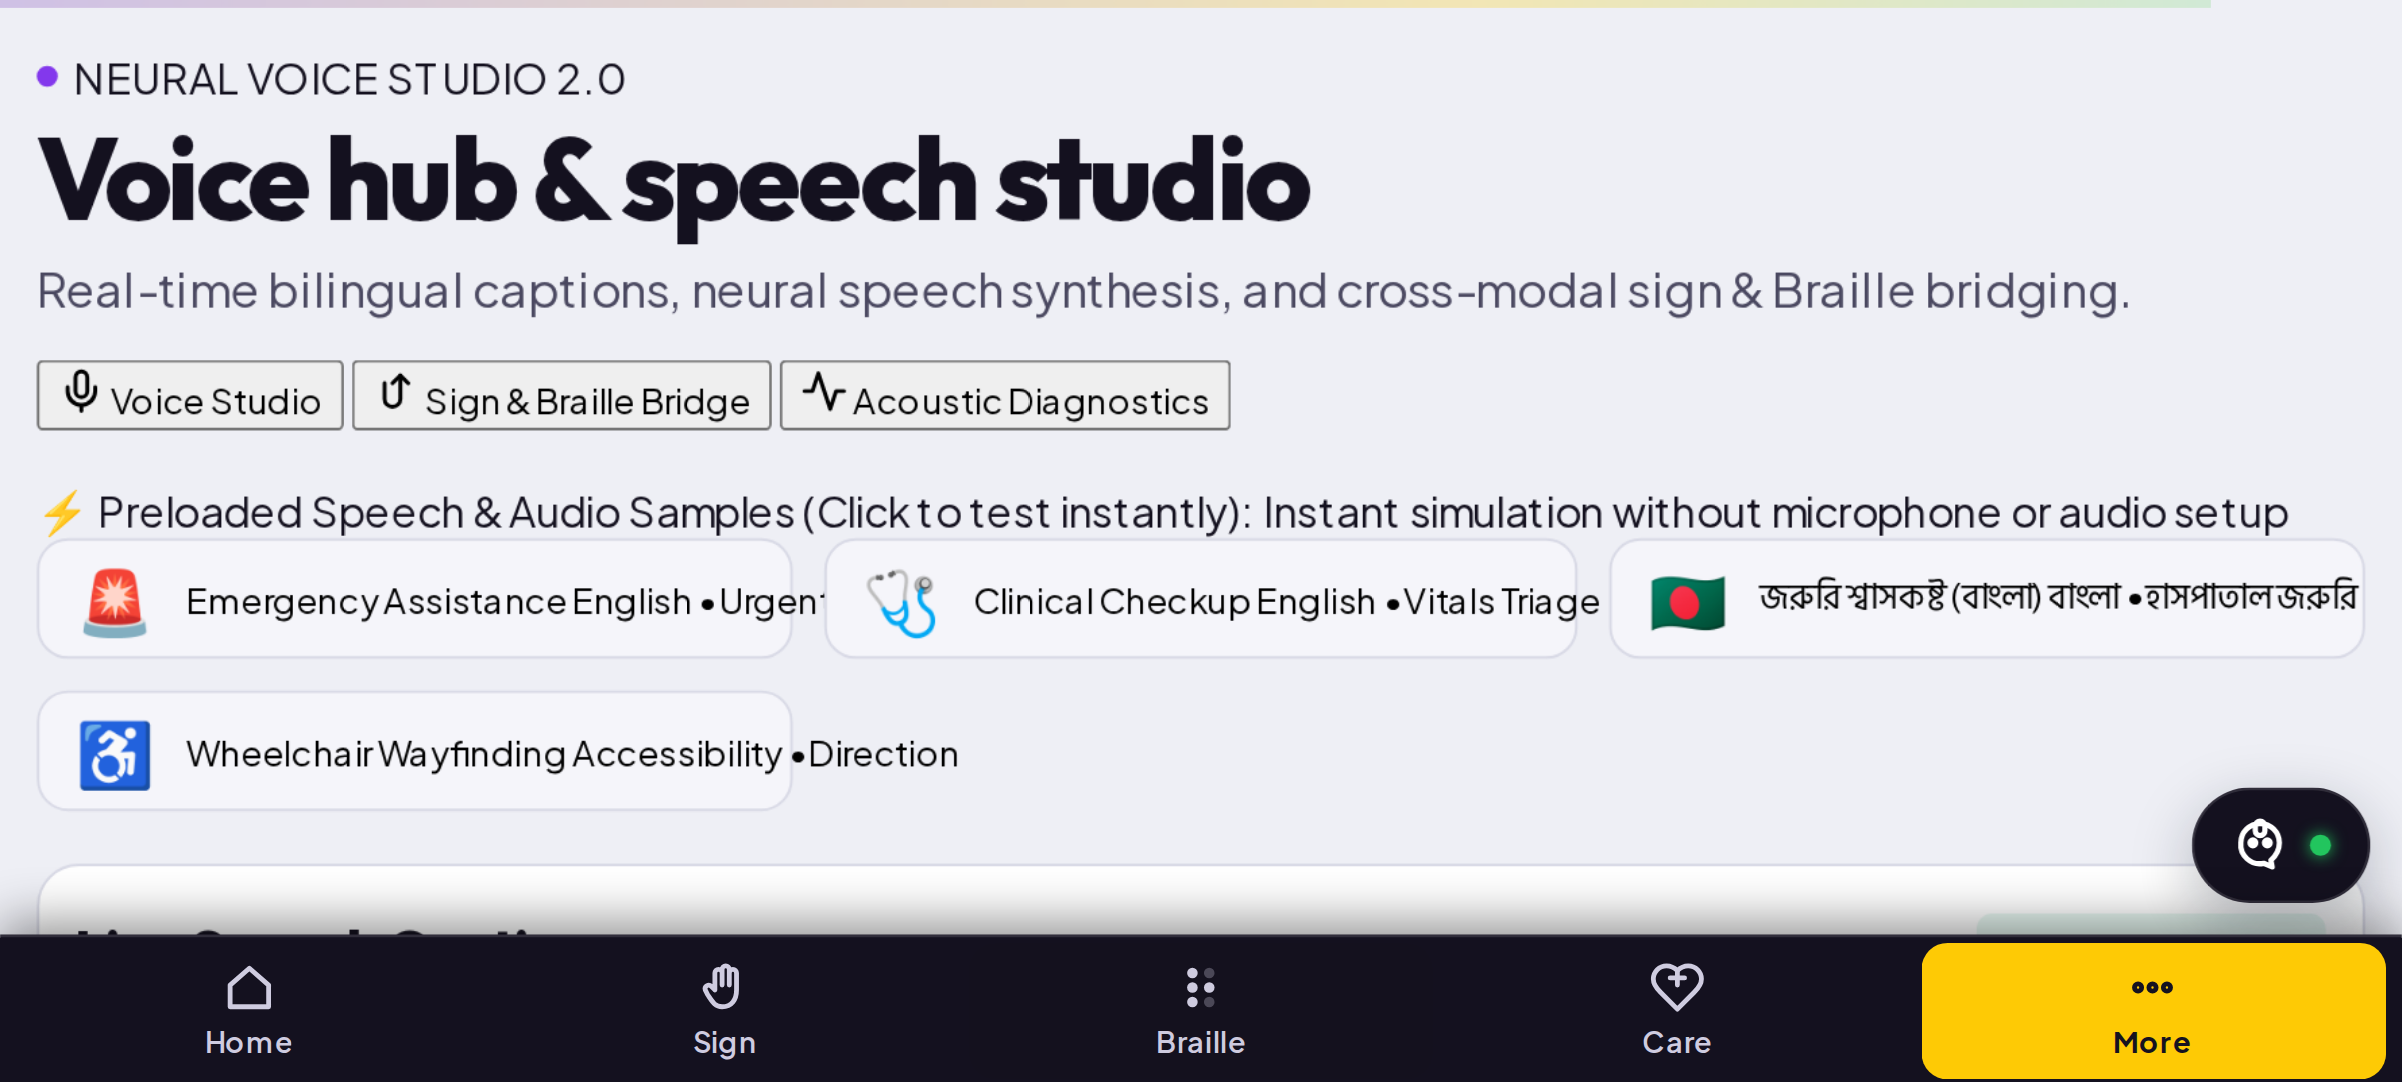 NEURAL VOICE STUDIO 2.0
Voice hub & speech studio
Real-time bilingual captions, neural speech synthesis, and cross-modal sign & Braille bridging.
Voice Studio
Sign & Braille Bridge
Acoustic Diagnostics
⚡ Preloaded Speech & Audio Samples (Click to test instantly): Instant simulation without microphone or audio setup
Emergency Assistance English • Urgent
Clinical Checkup English • Vitals Triage
জরুরি শ্বাসকষ্ট (বাংলা) বাংলা • হাসপাতাল জরুরি
Wheelchair Wayfinding Accessibility • Direction
Home
Sign
Braille
Care
More